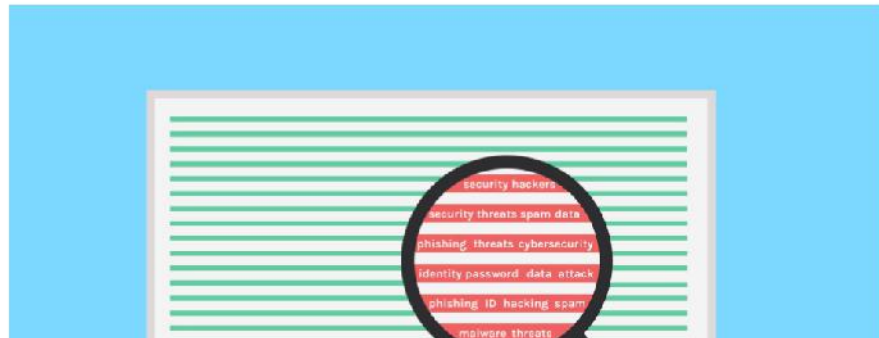 security hackers
security threats spam data
phishing threats cybersecurity
identity password data attack
phishing ID hacking spam
malware threats